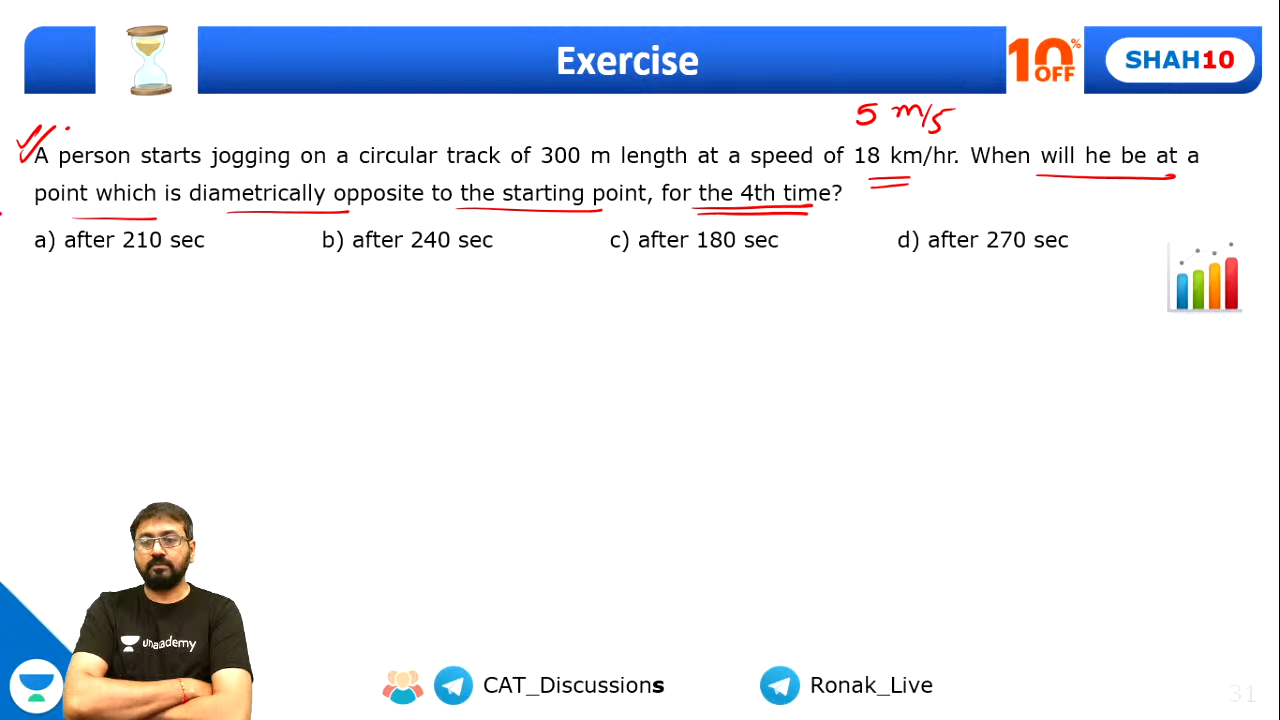 Exercise
10% OFF
SHAH10
5 m/s
A person starts jogging on a circular track of 300 m length at a speed of 18 km/hr. When will he be at a
point which is diametrically opposite to the starting point, for the 4th time?
a) after 210 sec b) after 240 sec c) after 180 sec d) after 270 sec
unacademy
CAT_Discussions Ronak_Live
31